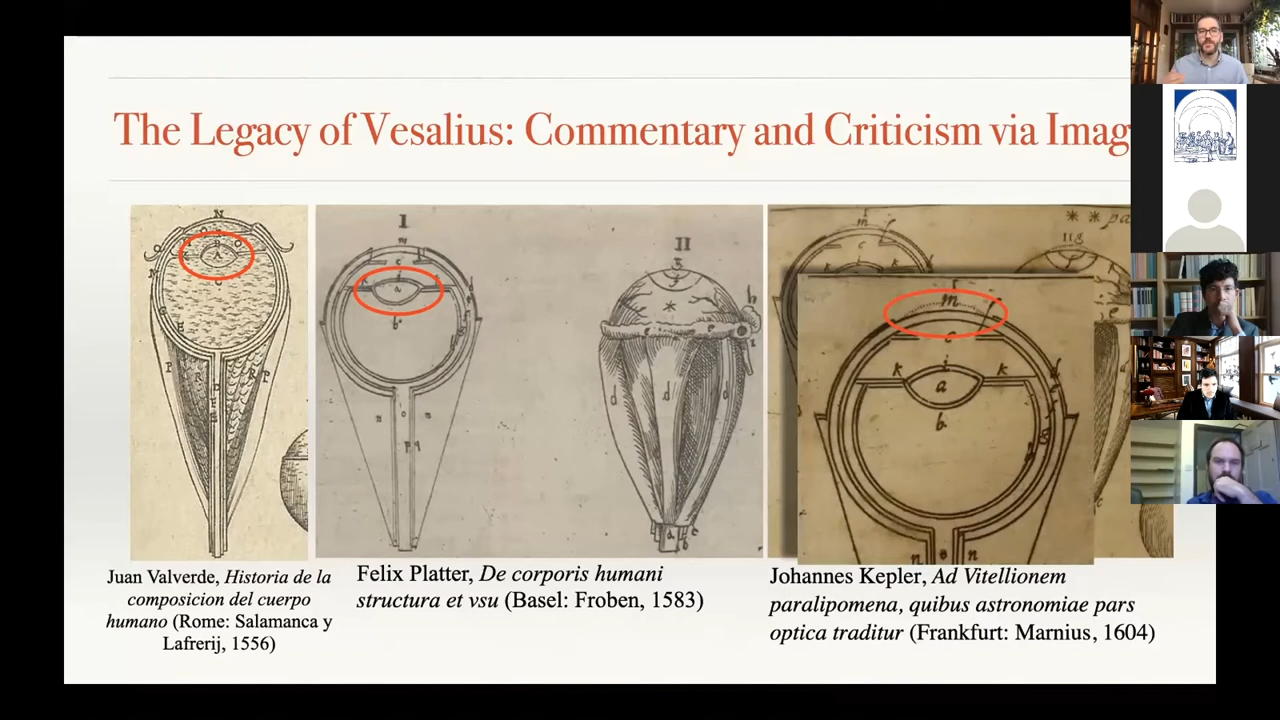 The Legacy of Vesalius: Commentary and Criticism via Imag
I
II
m
k
k
i
a
b
n
e
n
Juan Valverde, Historia de la
composicion del cuerpo
humano (Rome: Salamanca y
Lafrerij, 1556)
Felix Platter, De corporis humani
structura et vsu (Basel: Froben, 1583)
Johannes Kepler, Ad Vitellionem
paralipomena, quibus astronomiae pars
optica traditur (Frankfurt: Marnius, 1604)